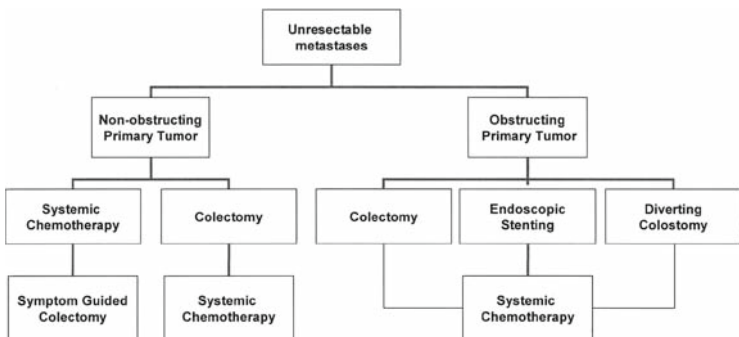 Unresectable
metastases
Non-obstructing
Primary Tumor
Obstructing
Primary Tumor
Systemic
Chemotherapy
Colectomy
Colectomy
Endoscopic
Stenting
Diverting
Colostomy
Symptom Guided
Colectomy
Systemic
Chemotherapy
Systemic
Chemotherapy